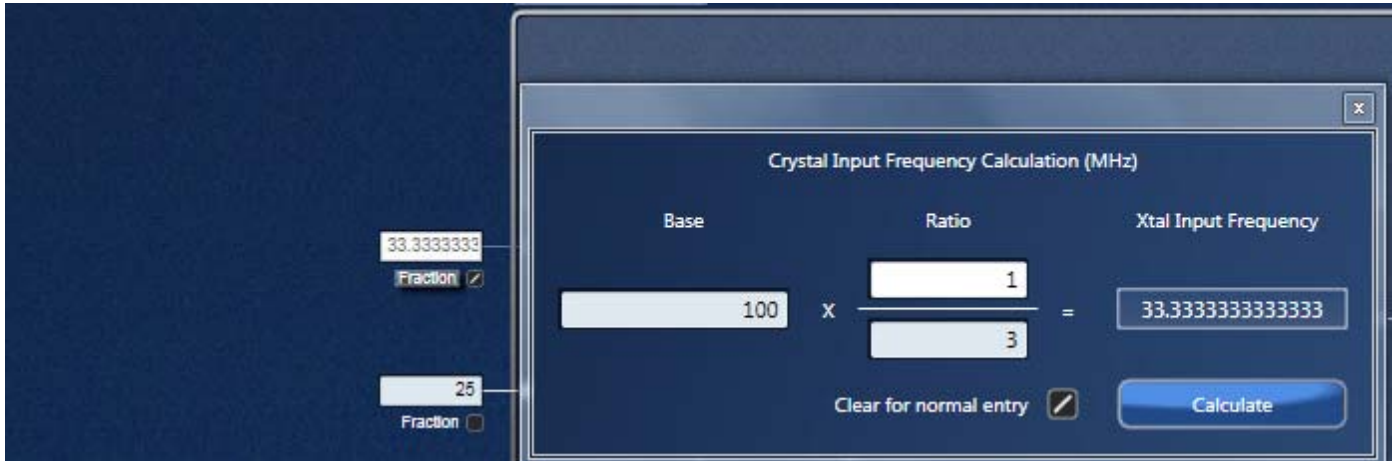 x
Crystal Input Frequency Calculation (MHz)
Base
Ratio
Xtal Input Frequency
33.3333333
Fraction
100
x
1
3
=
33.3333333333333
25
Fraction
Clear for normal entry
Calculate